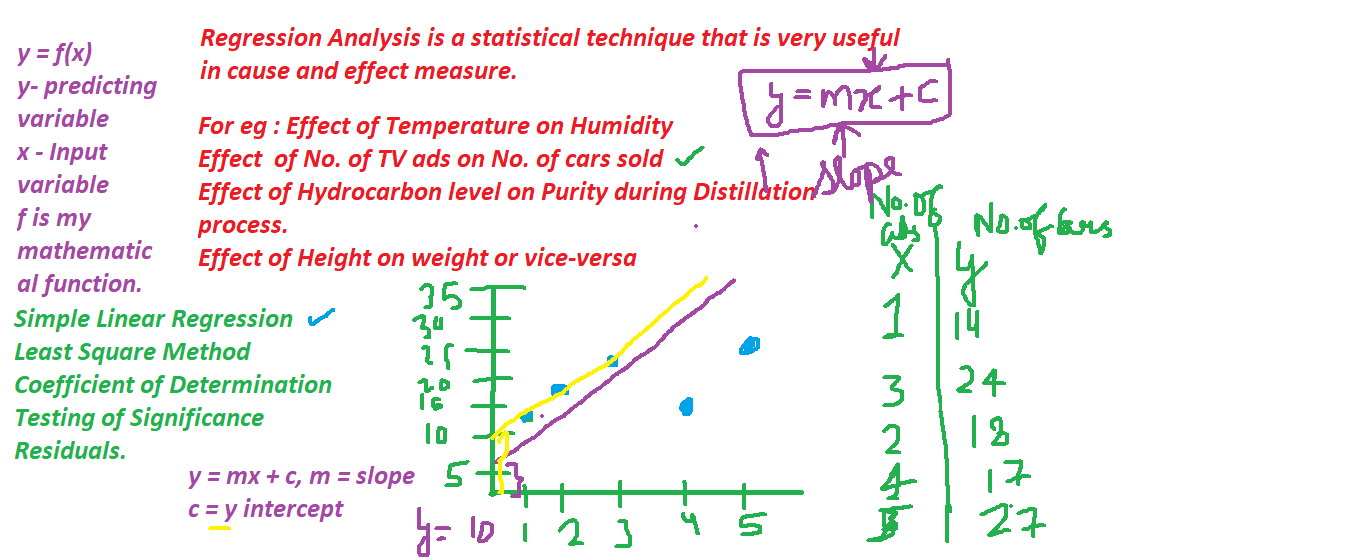 y = f(x)
y- predicting
variable
x - Input
variable
f is my
mathematic
al function.
Regression Analysis is a statistical technique that is very useful
in cause and effect measure.
For eg : Effect of Temperature on Humidity
Effect of No. of TV ads on No. of cars sold
Effect of Hydrocarbon level on Purity during Distillation
process.
Effect of Height on weight or vice-versa
y = mx + c
slope
Simple Linear Regression
Least Square Method
Coefficient of Determination
Testing of Significance
Residuals.
y = mx + c, m = slope
c = y intercept
35
30
25
20
15
10
5
y = 10
1 2 3 4 5
No. of ads No. of cars
X y
1 14
3 24
2 18
4 17
5 27